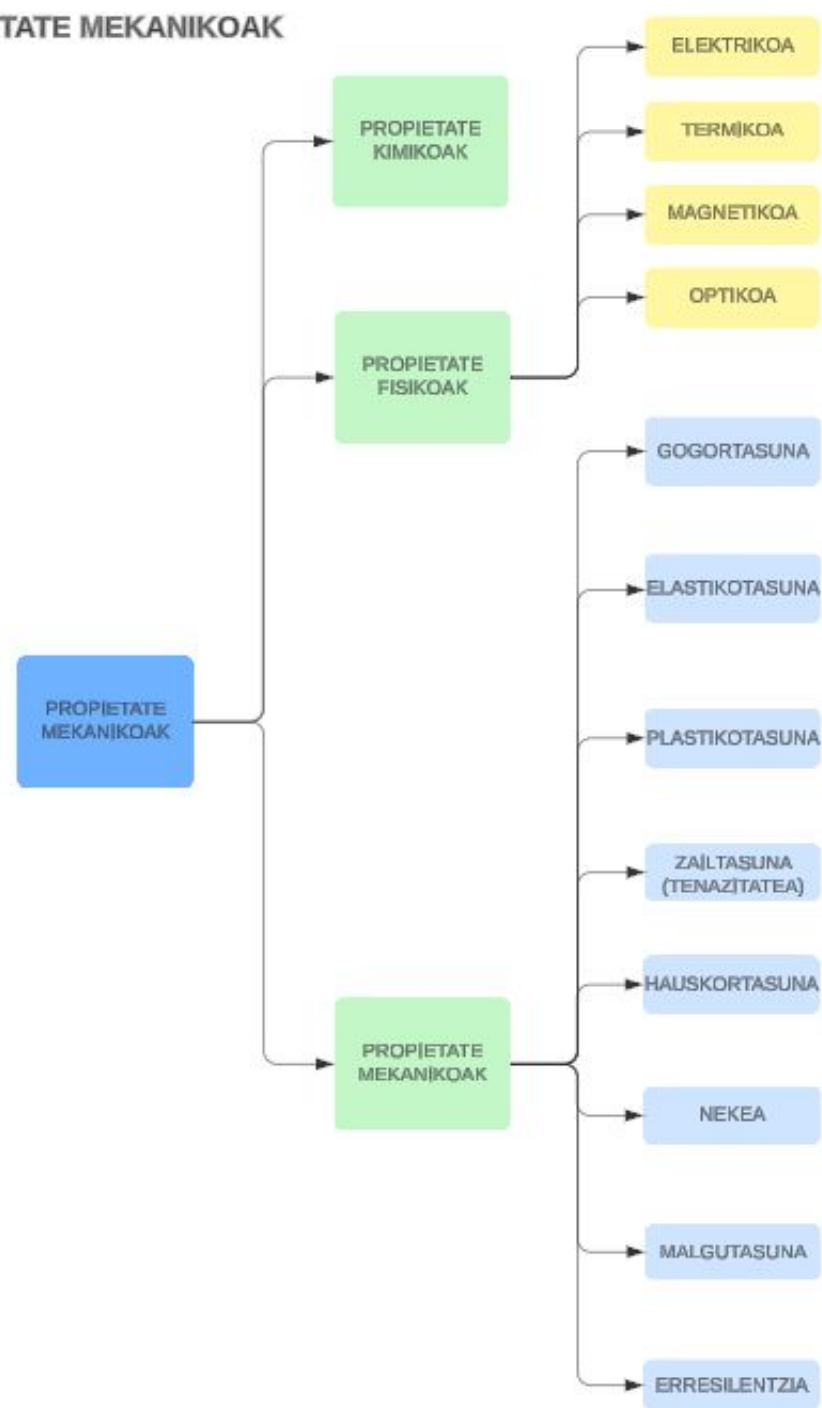 TATE MEKANIKOAK
PROPIETATE
KIMIKOAK
PROPIETATE
FISIKOAK
ELEKTRIKOA
TERMIKOA
MAGNETIKOA
OPTIKOA
PROPIETATE
MEKANIKOAK
PROPIETATE
MEKANIKOAK
GOGORTASUNA
ELASTIKOTASUNA
PLASTIKOTASUNA
ZAILTASUNA
(TENAZITATEA)
HAUSKORTASUNA
NEKEA
MALGUTASUNA
ERRESILENTZIA